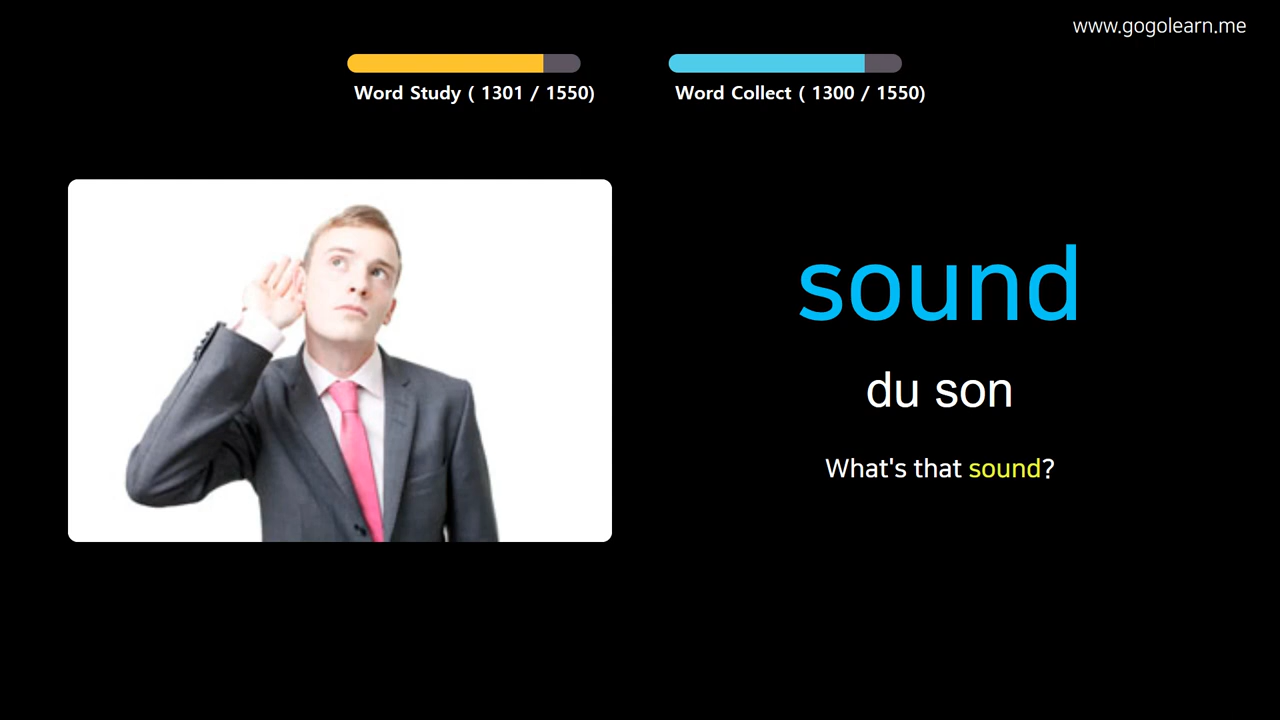 www.gogolearn.me
Word Study ( 1301 / 1550)
Word Collect ( 1300 / 1550)
sound
du son
What's that sound?